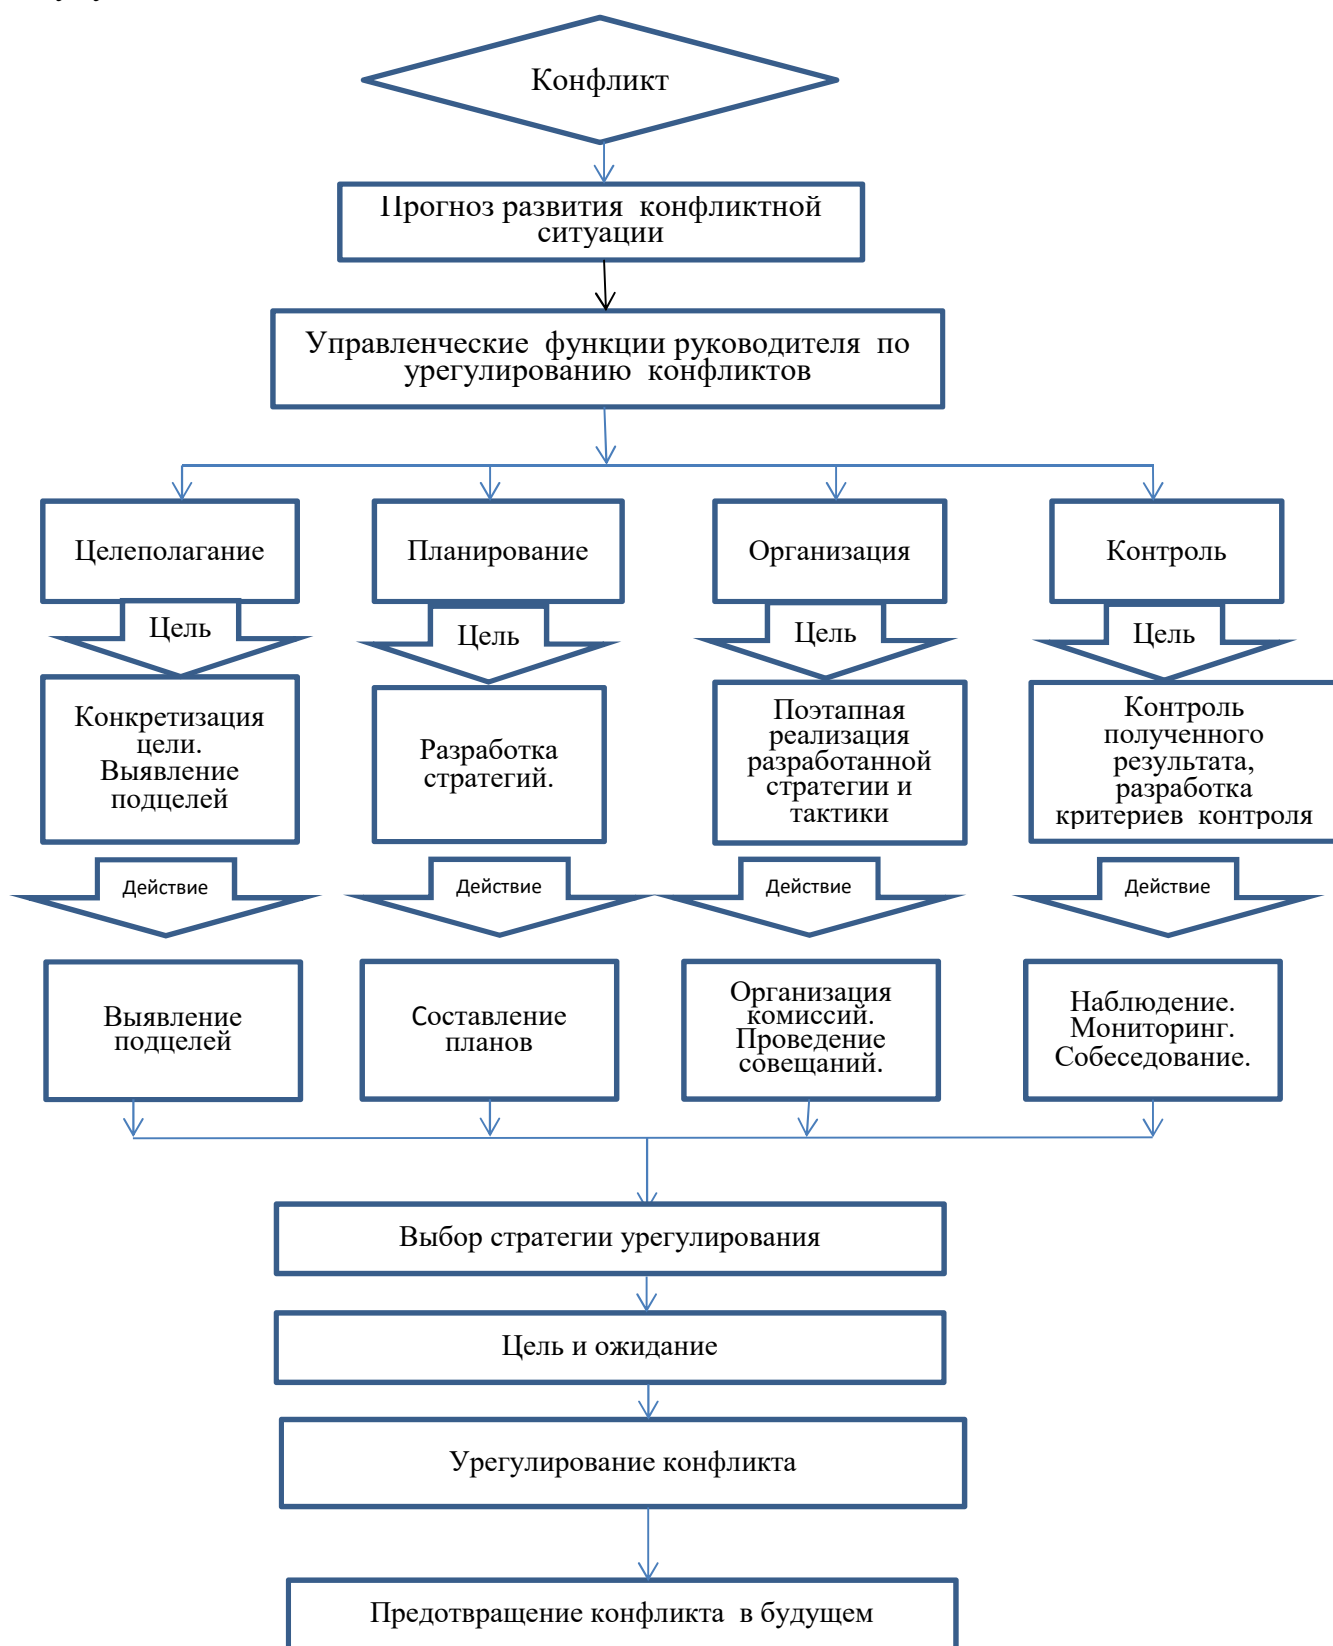 Конфликт
Прогноз развития конфликтной
ситуации
Управленческие функции руководителя по
урегулированию конфликтов
Целеполагание
Планирование
Организация
Контроль
Цель
Цель
Цель
Цель
Конкретизация
цели.
Выявление
подцелей
Разработка
стратегий.
Поэтапная
реализация
разработанной
стратегии и
тактики
Контроль
полученного
результата,
разработка
критериев контроля
Действие
Действие
Действие
Действие
Выявление
подцелей
Составление
планов
Организация
комиссий.
Проведение
совещаний.
Наблюдение.
Мониторинг.
Собеседование.
Выбор стратегии урегулирования
Цель и ожидание
Урегулирование конфликта
Предотвращение конфликта в будущем